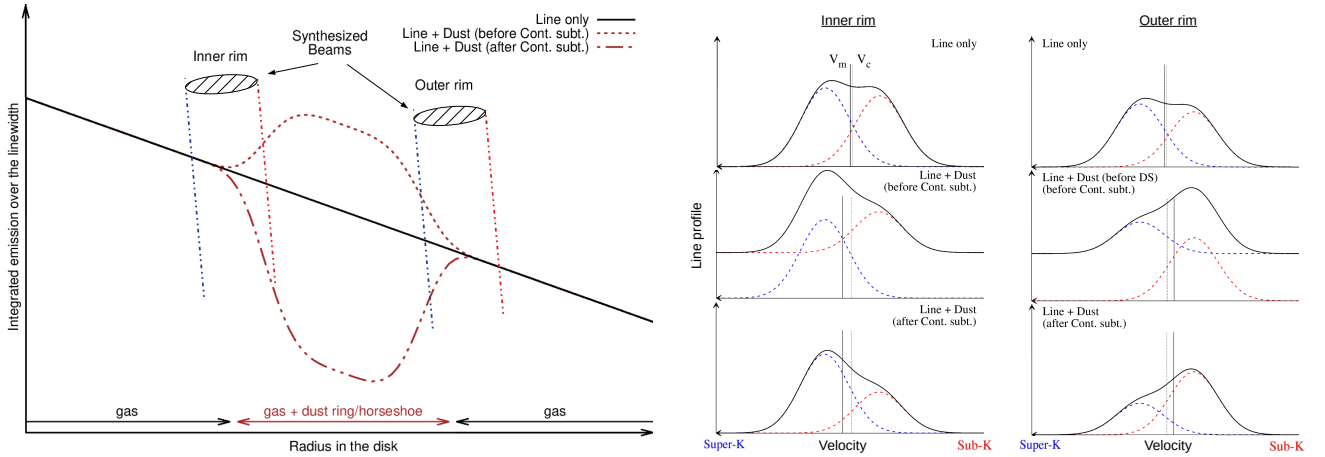 Integrated emission over the linewidth
Line only
Line + Dust (before Cont. subt.)
Line + Dust (after Cont. subt.)
Synthesized
Beams
Inner rim
Outer rim
gas
gas + dust ring/horseshoe
gas
Radius in the disk
Line profile
Inner rim
Line only
Vm Vc
Line + Dust
(before Cont. subt.)
Line + Dust
(after Cont. subt.)
Super-K
Velocity
Sub-K
Outer rim
Line only
Line + Dust (before DS)
(before Cont. subt.)
Line + Dust
(after Cont. subt.)
Super-K
Velocity
Sub-K